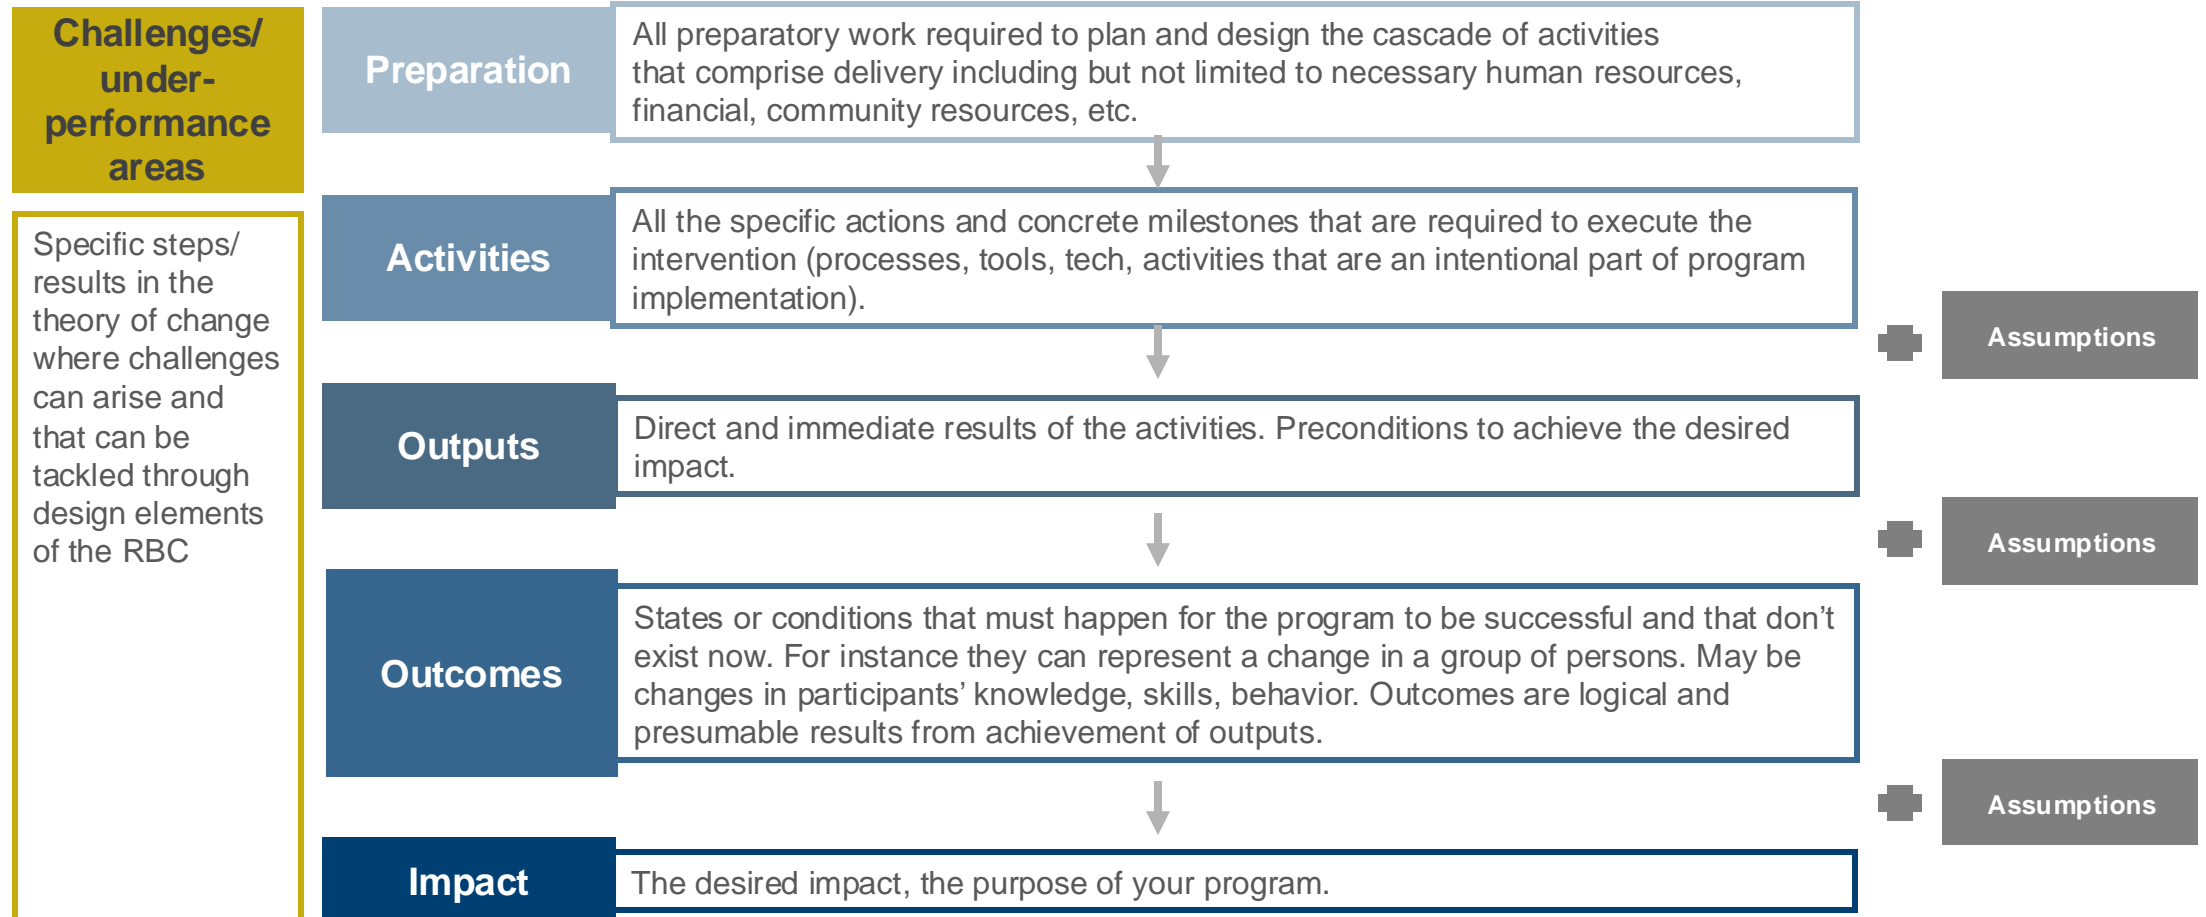 Challenges/
under-
performance
areas
Specific steps/
results in the
theory of change
where challenges
can arise and
that can be
tackled through
design elements
of the RBC
Preparation
All preparatory work required to plan and design the cascade of activities
that comprise delivery including but not limited to necessary human resources,
financial, community resources, etc.
Activities
All the specific actions and concrete milestones that are required to execute the
intervention (processes, tools, tech, activities that are an intentional part of program
implementation).
Assumptions
Outputs
Direct and immediate results of the activities. Preconditions to achieve the desired
impact.
Assumptions
Outcomes
States or conditions that must happen for the program to be successful and that don’t
exist now. For instance they can represent a change in a group of persons. May be
changes in participants’ knowledge, skills, behavior. Outcomes are logical and
presumable results from achievement of outputs.
Assumptions
Impact
The desired impact, the purpose of your program.